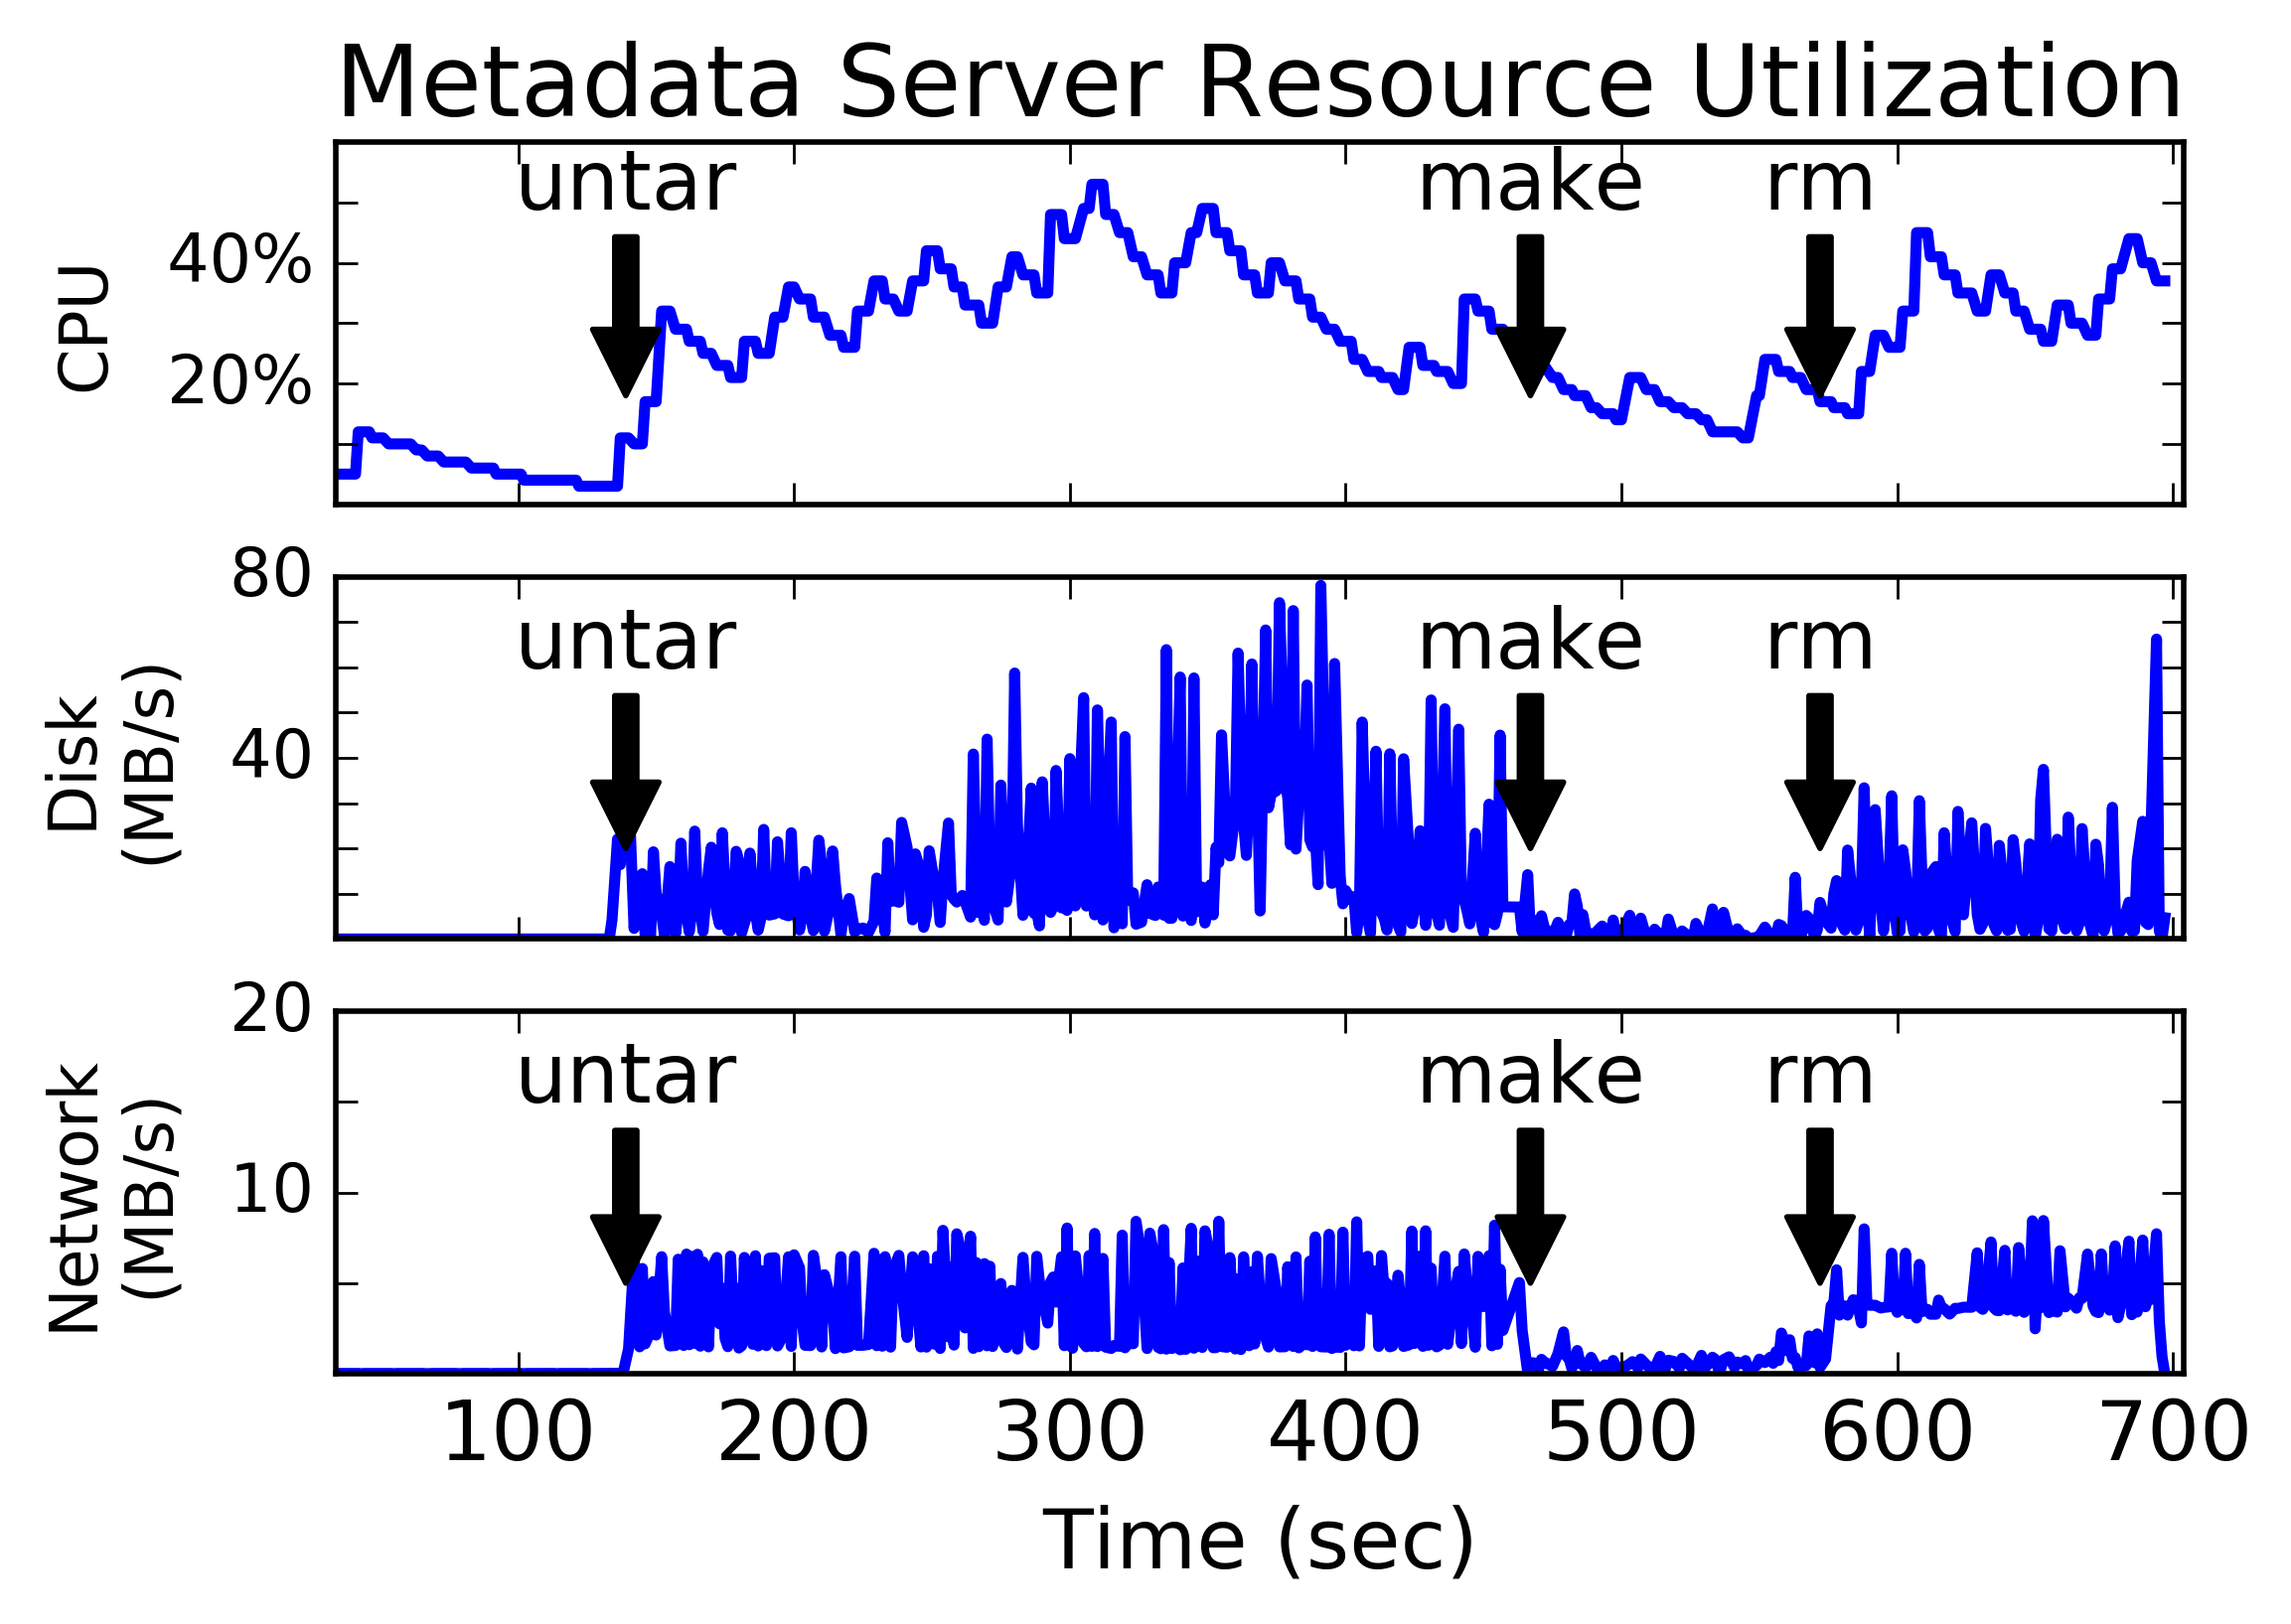 Metadata Server Resource Utilization
CPU
40%
20%
untar
make
rm
Disk
(MB/s)
80
40
untar
make
rm
Network
(MB/s)
20
10
untar
make
rm
100 200 300 400 500 600 700
Time (sec)